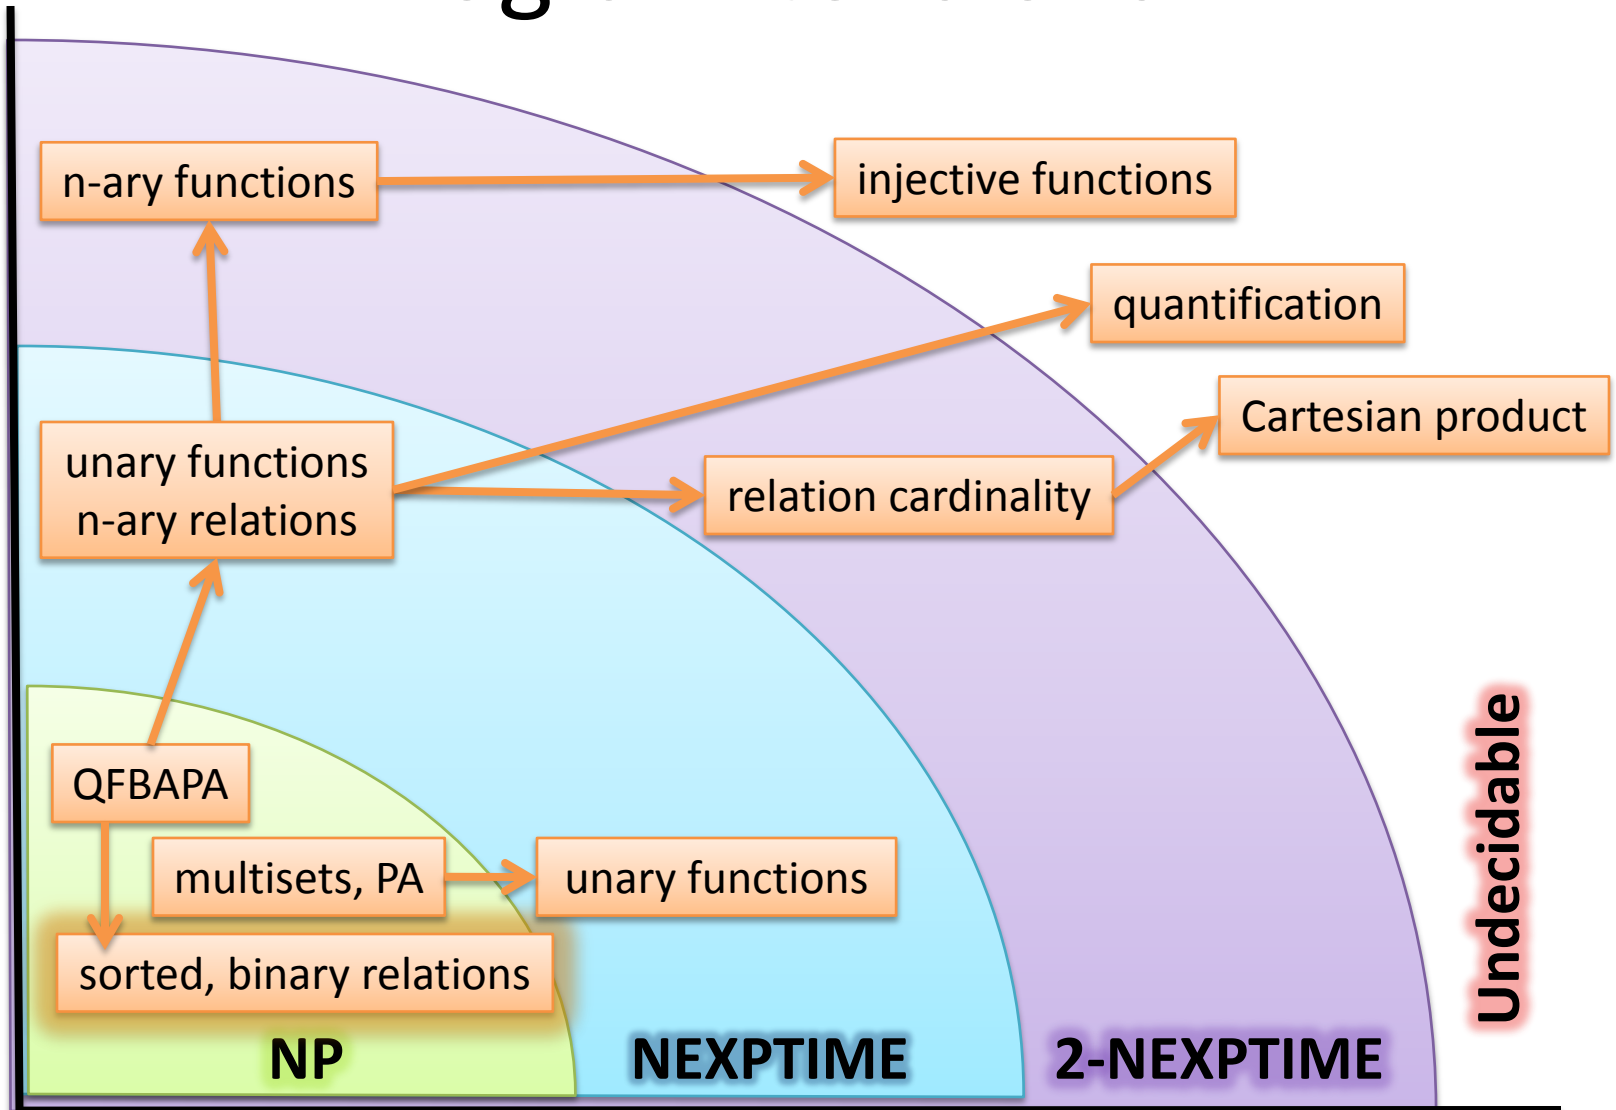 n-ary functions
injective functions
quantification
Cartesian product
unary functions
n-ary relations
relation cardinality
QFBAPA
multisets, PA
unary functions
sorted, binary relations
NP
NEXPTIME
2-NEXPTIME
Undecidable